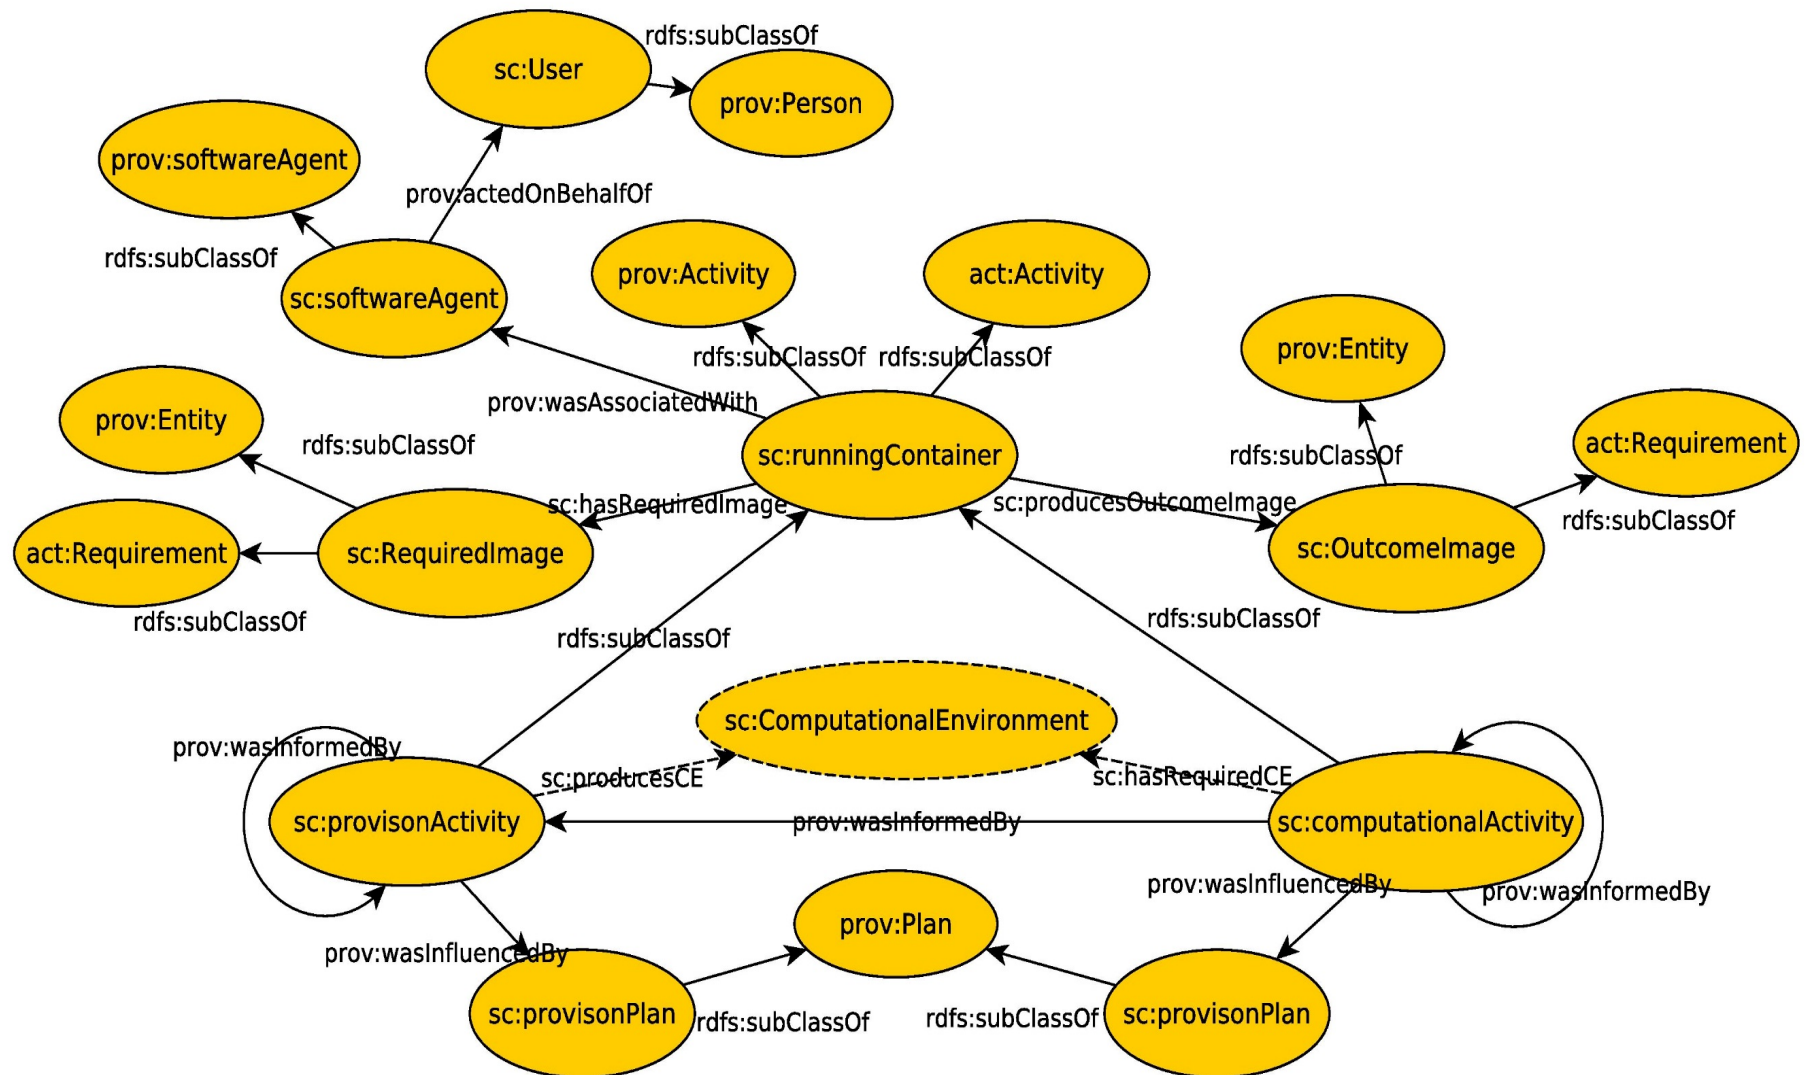 rdfs:subClassOf
sc:User
prov:Person
prov:softwareAgent
prov:actedOnBehalfOf
rdfs:subClassOf
sc:softwareAgent
prov:Activity
act:Activity
rdfs:subClassOf
rdfs:subClassOf
prov:Entity
prov:wasAssociatedWith
prov:Entity
rdfs:subClassOf
sc:runningContainer
rdfs:subClassOf
act:Requirement
sc:hasRequiredImage
sc:producesOutcomeImage
rdfs:subClassOf
act:Requirement
sc:RequiredImage
sc:OutcomeImage
rdfs:subClassOf
rdfs:subClassOf
rdfs:subClassOf
sc:ComputationalEnvironment
prov:wasInformedBy
sc:producesCE
sc:hasRequiredCE
sc:provisonActivity
prov:wasInformedBy
sc:computationalActivity
prov:wasInfluencedBy
prov:wasInformedBy
prov:Plan
prov:wasInfluencedBy
sc:provisonPlan
rdfs:subClassOf
rdfs:subClassOf
sc:provisonPlan